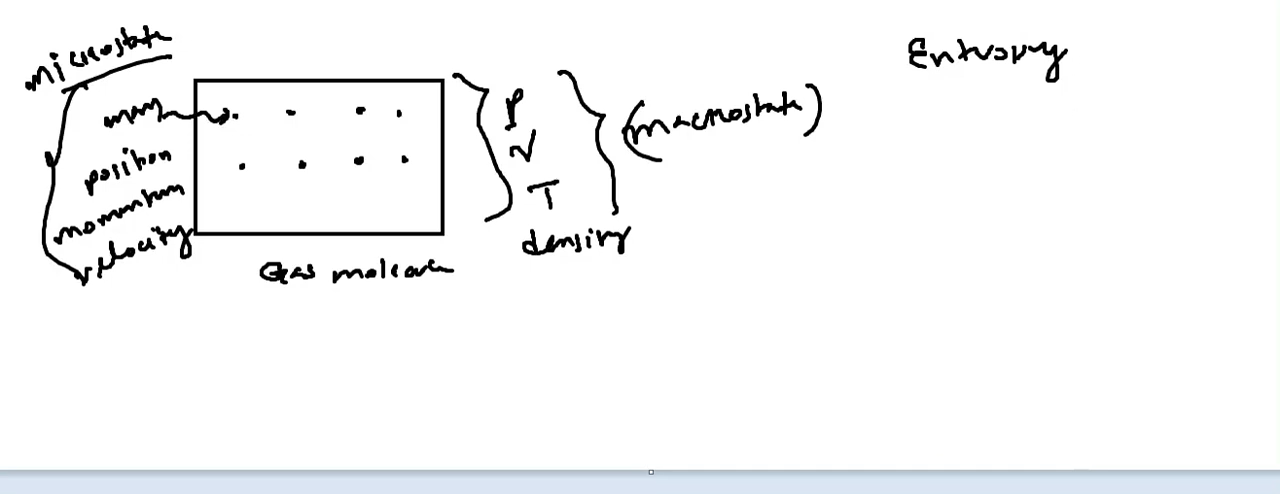 microstate
Entropy
mass
P
(macrostate)
V
position
T
momentum
velocity
density
Gas molecule